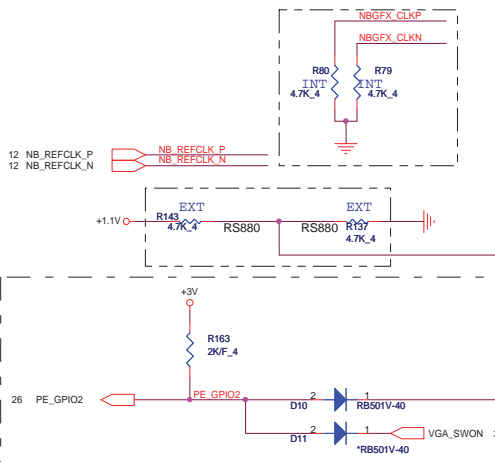 NBGFX_CLKP
NBGFX_CLKN
R80 R79
INT INT
4.7K_4 4.7K_4
12 NB_REFCLK_P NB_REFCLK_P
12 NB_REFCLK_N NB_REFCLK_N
EXT EXT
+1.1V R143 RS880 RS880 R137
4.7K_4 4.7K_4
+3V
R163
2K/F_4
26 PE_GPIO2 PE_GPIO2
2 1
D10 RB501V-40
2 1
D11 VGA_SWON
*RB501V-40